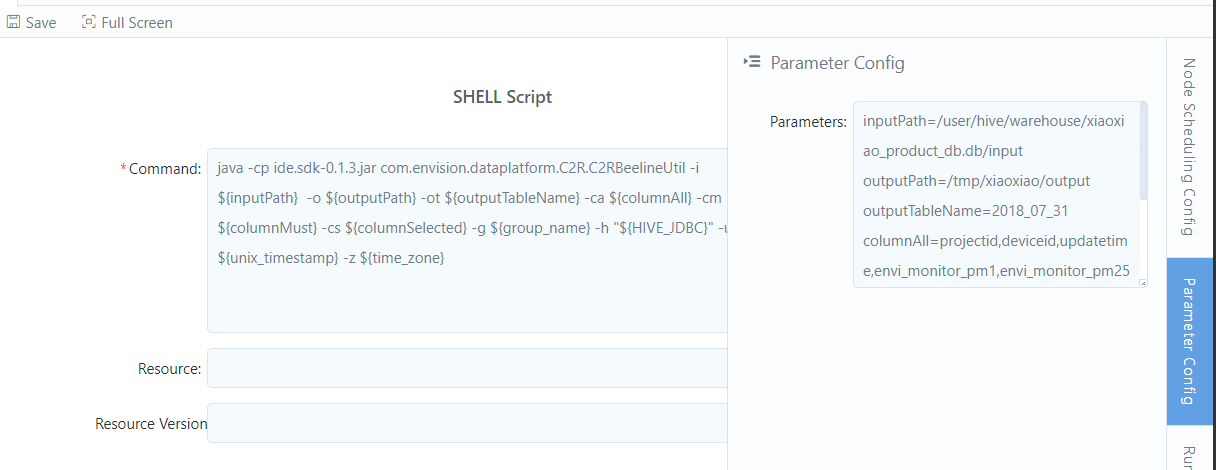 Save
Full Screen
SHELL Script
*Command:
java -cp ide.sdk-0.1.3.jar com.envision.dataplatform.C2R.C2RBeelineUtil -i
${inputPath}  -o ${outputPath} -ot ${outputTableName} -ca ${columnAll} -cm
${columnMust} -cs ${columnSelected} -g ${group_name} -h "${HIVE_JDBC}" -u
${unix_timestamp} -z ${time_zone}
Resource:
Resource Version
Parameter Config
Parameters:
inputPath=/user/hive/warehouse/xiaoxi
ao_product_db.db/input
outputPath=/tmp/xiaoxiao/output
outputTableName=2018_07_31
columnAll=projectid,deviceid,updatetim
e,envi_monitor_pm1,envi_monitor_pm25
Node Scheduling Config
Parameter Config